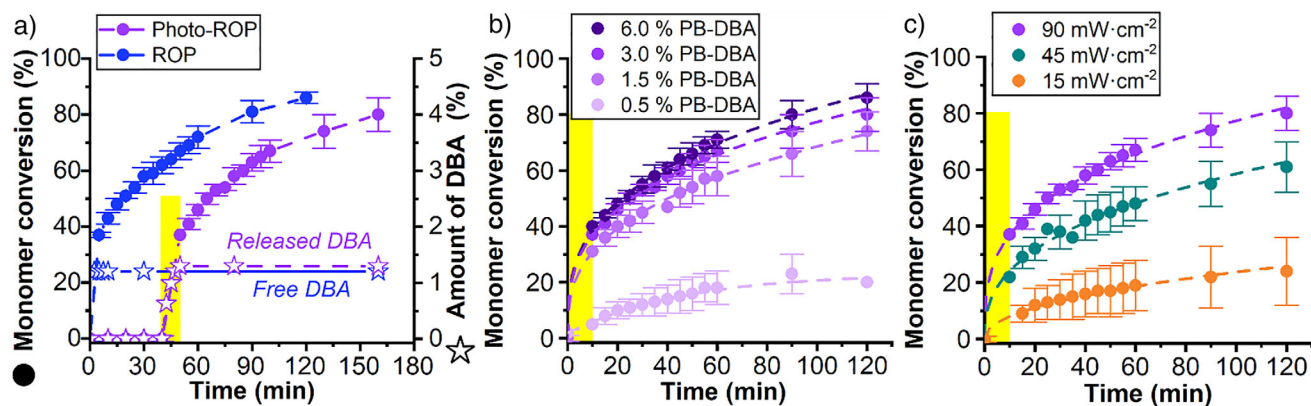 a)
Photo-ROP
ROP
Monomer conversion (%)
100
80
60
40
20
0
5
4
3
2
1
0
Amount of DBA (%)
Released DBA
Free DBA
0 30 60 90 120 150 180
Time (min)
b)
6.0 % PB-DBA
3.0 % PB-DBA
1.5 % PB-DBA
0.5 % PB-DBA
Monomer conversion (%)
100
80
60
40
20
0
0 20 40 60 80 100 120
Time (min)
c)
90 mW·cm⁻²
45 mW·cm⁻²
15 mW·cm⁻²
Monomer conversion (%)
100
80
60
40
20
0
0 20 40 60 80 100 120
Time (min)